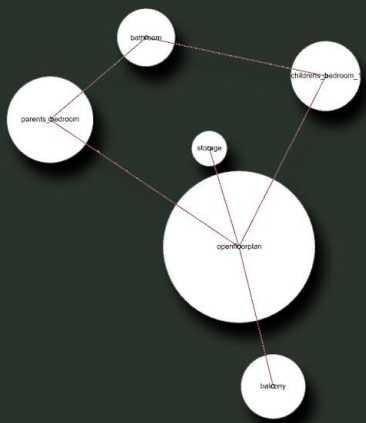 bathroom
childrens_bedroom_1
parents_bedroom
storage
openfloorplan
balcony